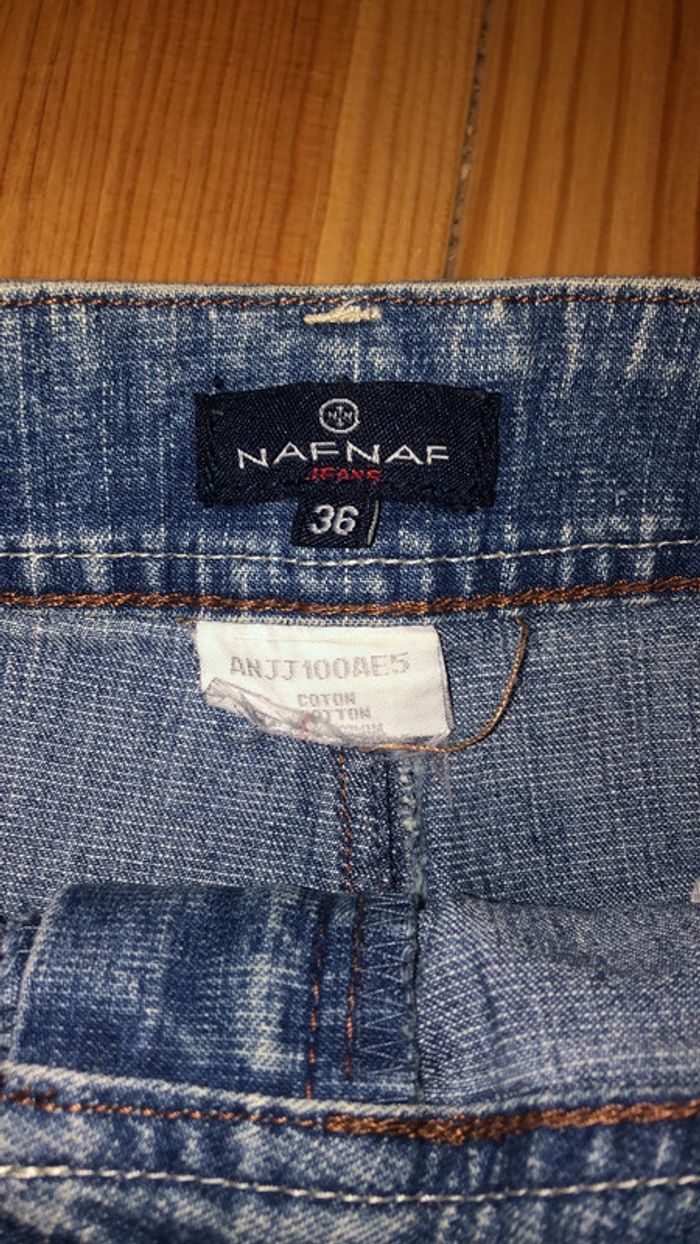 NAFNAF
JEANS
36
ANJJ100AE5
COTON
COTTON